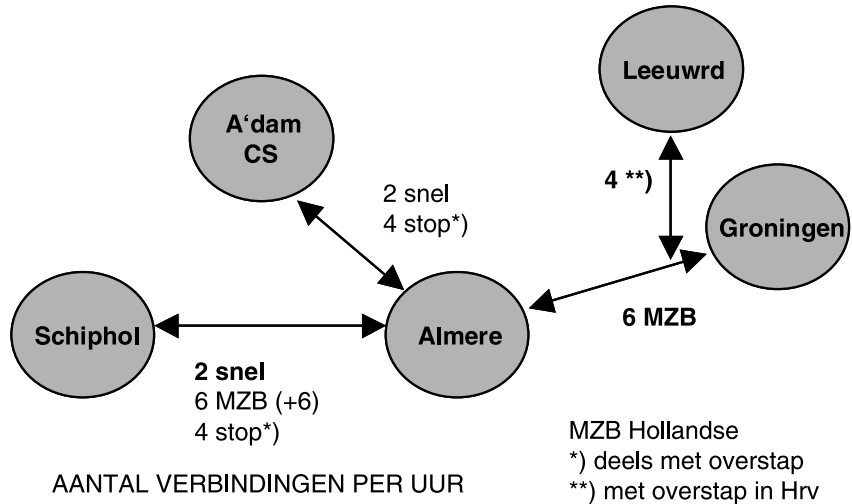 Leeuwrd
A'dam
CS
4 **)
2 snel
4 stop*)
Groningen
Schiphol
Almere
6 MZB
2 snel
6 MZB (+6)
4 stop*)
MZB Hollandse
*) deels met overstap
**) met overstap in Hrv
AANTAL VERBINDINGEN PER UUR